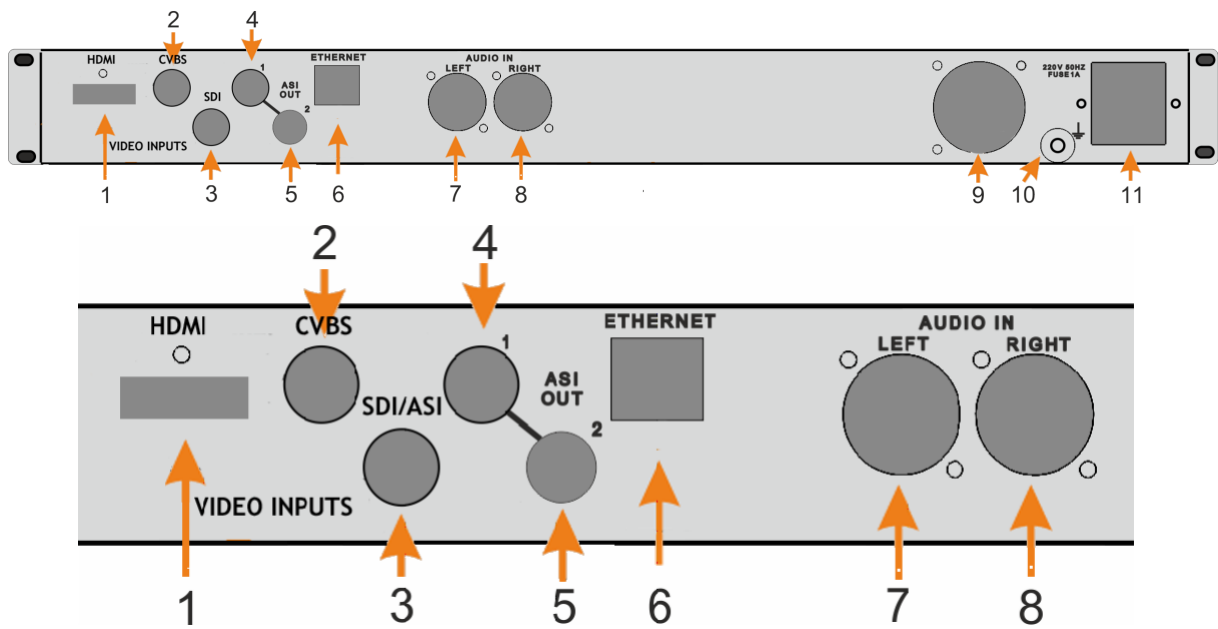 2 4
HDMI CVBS 1 ETHERNET AUDIO IN
LEFT RIGHT
220V 50HZ
FUSE 1A
SDI ASI
OUT
2
VIDEO INPUTS
1 3 5 6 7 8 9 10 11
2 4
HDMI CVBS 1 ETHERNET AUDIO IN
LEFT RIGHT
ASI
OUT
SDI/ASI 2
VIDEO INPUTS
1 3 5 6 7 8